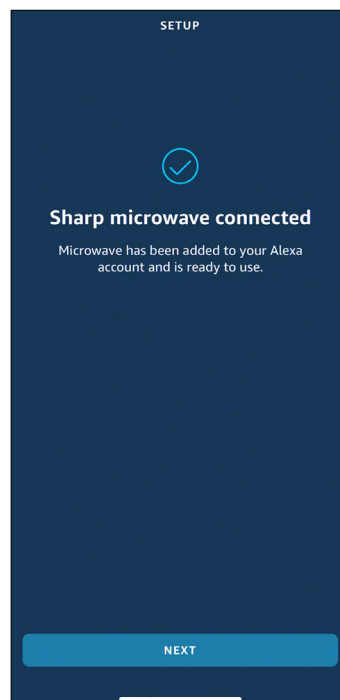 SETUP
Sharp microwave connected
Microwave has been added to your Alexa
account and is ready to use.
NEXT